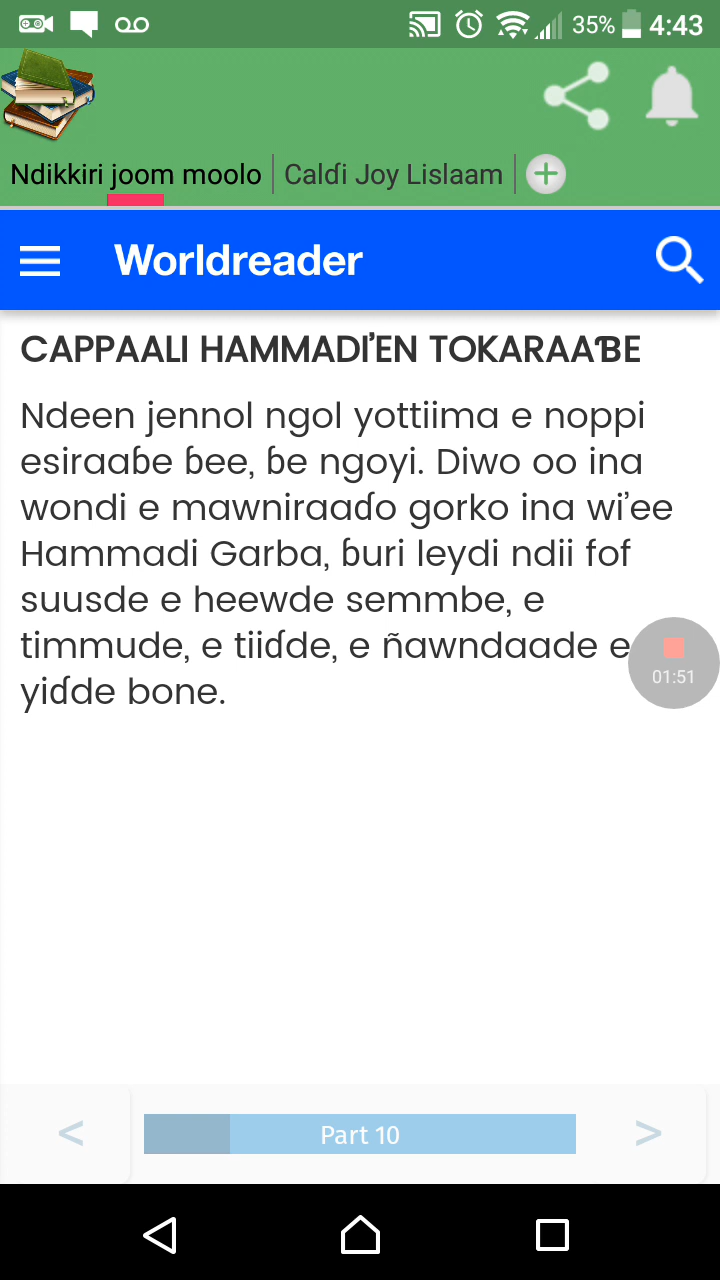 35% 4:43
Ndikkiri joom moolo Calɗi Joy Lislaam
Worldreader
CAPPAALI HAMMADI’EN TOKARAAƁE
Ndeen jennol ngol yottiima e noppi
esiraaɓe ɓee, ɓe ngoyi. Diwo oo ina
wondi e mawniraaɗo gorko ina wi’ee
Hammadi Garba, ɓuri leydi ndii fof
suusde e heewde semmbe, e
timmude, e tiiɗde, e ñawndaade e
yiɗde bone.
01:51
< Part 10 >